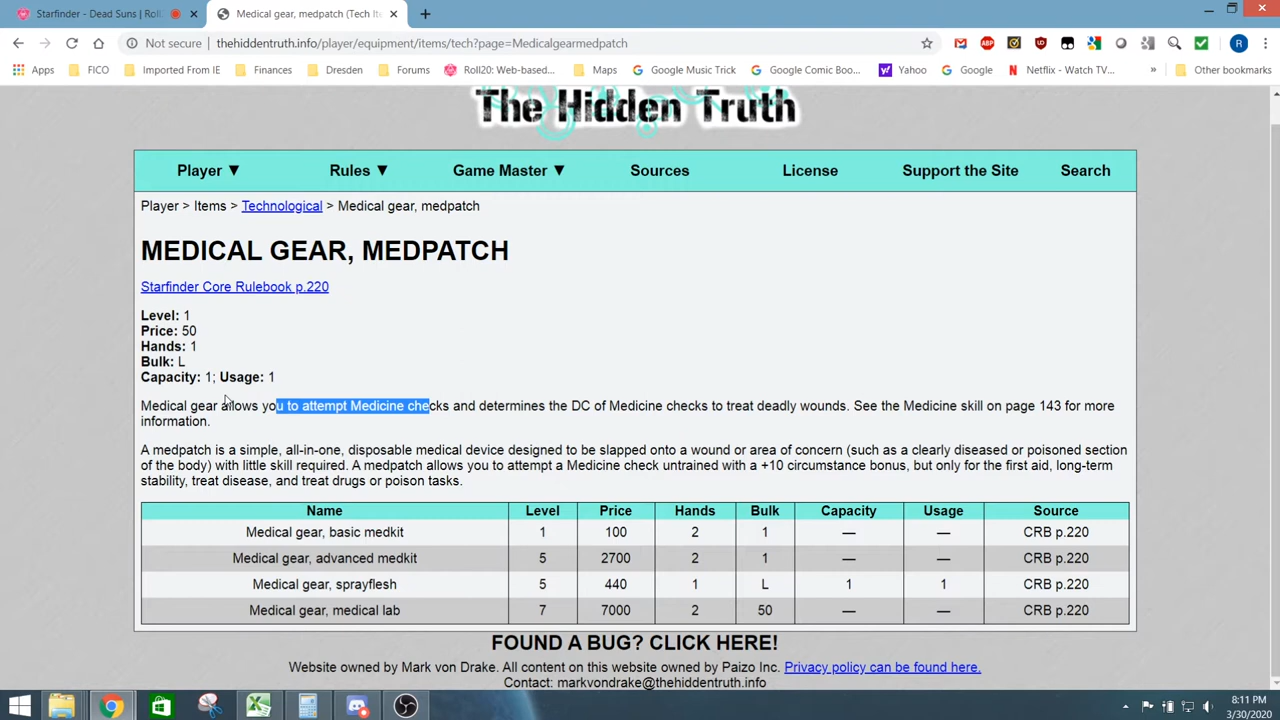 Starfinder - Dead Suns | Roll2
Medical gear, medpatch (Tech It
Not secure | thehiddentruth.info/player/equipment/items/tech?page=Medicalgearmedpatch
Apps FICO Imported From IE Finances Dresden Forums Roll20: Web-based... Maps Google Music Trick Google Comic Boo... Yahoo Google Netflix - Watch TV... » Other bookmarks
The Hidden Truth
Player ▼ Rules ▼ Game Master ▼ Sources License Support the Site Search
Player > Items > Technological > Medical gear, medpatch
MEDICAL GEAR, MEDPATCH
Starfinder Core Rulebook p.220
Level: 1
Price: 50
Hands: 1
Bulk: L
Capacity: 1; Usage: 1
Medical gear allows you to attempt Medicine checks and determines the DC of Medicine checks to treat deadly wounds. See the Medicine skill on page 143 for more
information.
A medpatch is a simple, all-in-one, disposable medical device designed to be slapped onto a wound or area of concern (such as a clearly diseased or poisoned section
of the body) with little skill required. A medpatch allows you to attempt a Medicine check untrained with a +10 circumstance bonus, but only for the first aid, long-term
stability, treat disease, and treat drugs or poison tasks.
Name Level Price Hands Bulk Capacity Usage Source
Medical gear, basic medkit 1 100 2 1 — — CRB p.220
Medical gear, advanced medkit 5 2700 2 1 — — CRB p.220
Medical gear, sprayflesh 5 440 1 L 1 1 CRB p.220
Medical gear, medical lab 7 7000 2 50 — — CRB p.220
FOUND A BUG? CLICK HERE!
Website owned by Mark von Drake. All content on this website owned by Paizo Inc. Privacy policy can be found here.
Contact: markvondrake@thehiddentruth.info
8:11 PM
3/30/2020